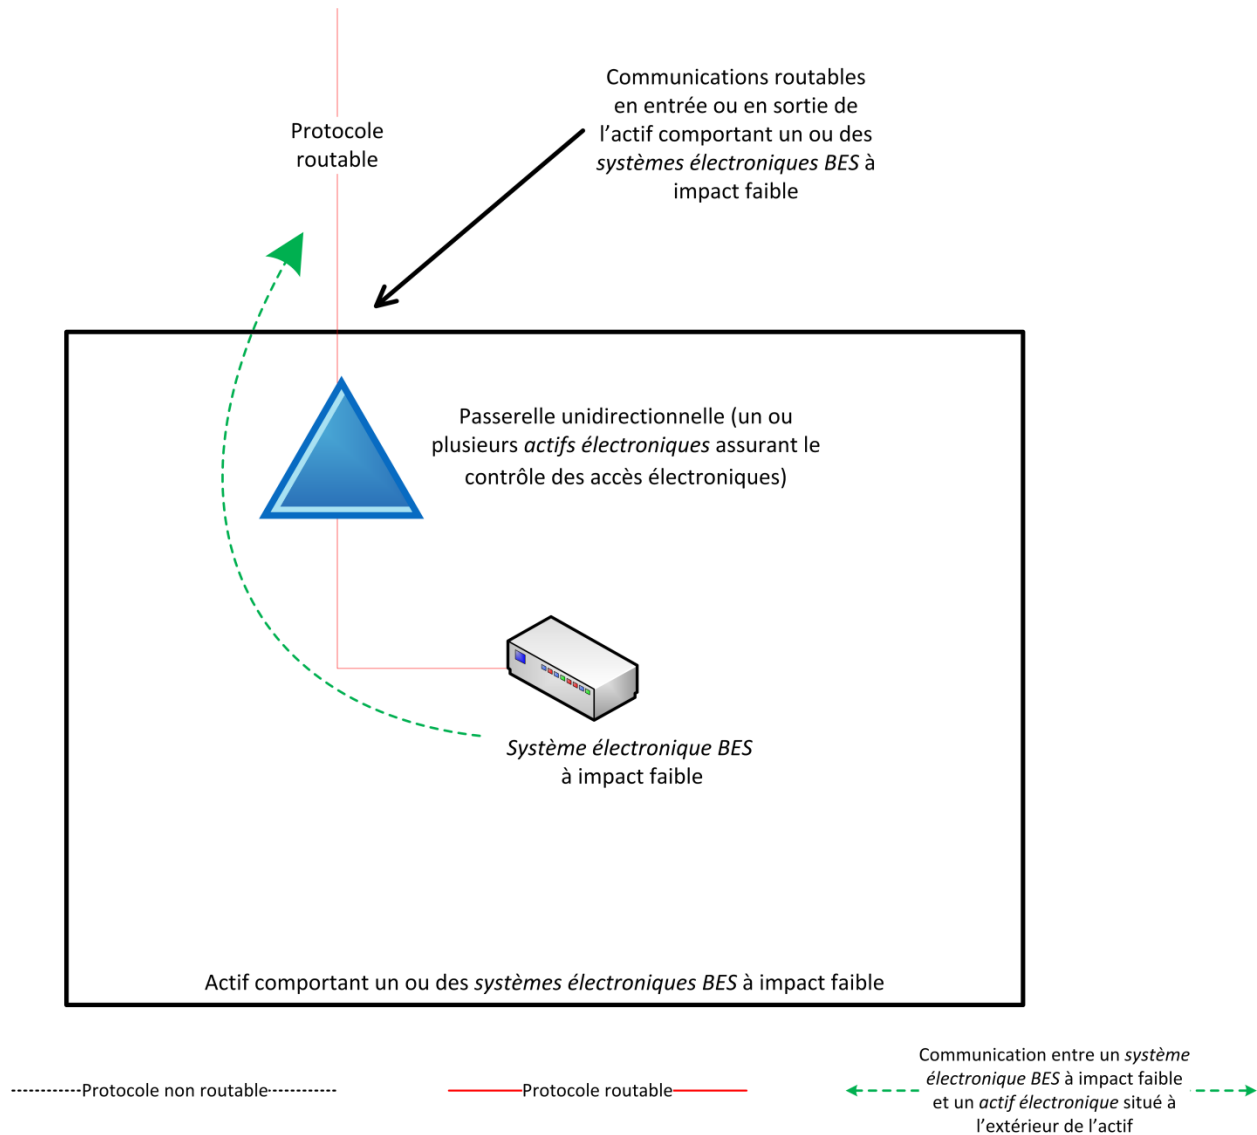 Communications routables
en entrée ou en sortie de
l’actif comportant un ou des
systèmes électroniques BES à
impact faible
Protocole
routable
Passerelle unidirectionnelle (un ou
plusieurs actifs électroniques assurant le
contrôle des accès électroniques)
Système électronique BES
à impact faible
Actif comportant un ou des systèmes électroniques BES à impact faible
Protocole non routable
Protocole routable
Communication entre un système
électronique BES à impact faible
et un actif électronique situé à
l’extérieur de l’actif